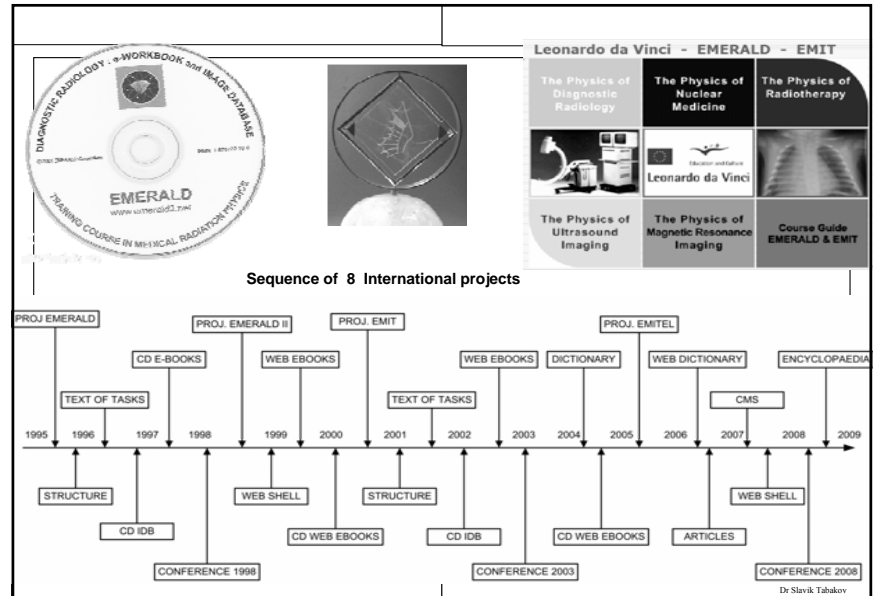 DIAGNOSTIC RADIOLOGY - e-WORKBOOK and IMAGE DATABASE
EMERALD
www.emerald2.net
TRAINING COURSE IN MEDICAL RADIATION PHYSICS
Leonardo da Vinci - EMERALD - EMIT
The Physics of
Diagnostic
Radiology
The Physics of
Nuclear
Medicine
The Physics of
Radiotherapy
Education and Culture
Leonardo da Vinci
The Physics of
Ultrasound
Imaging
The Physics of
Magnetic Resonance
Imaging
Course Guide
EMERALD & EMIT
Sequence of 8 International projects
PROJ EMERALD
PROJ. EMERALD II
PROJ. EMIT
PROJ. EMITEL
CD E-BOOKS
WEB EBOOKS
WEB EBOOKS
DICTIONARY
WEB DICTIONARY
ENCYCLOPAEDIA
TEXT OF TASKS
TEXT OF TASKS
CMS
1995 1996 1997 1998 1999 2000 2001 2002 2003 2004 2005 2006 2007 2008 2009
STRUCTURE
WEB SHELL
STRUCTURE
WEB SHELL
CD IDB
CD WEB EBOOKS
CD IDB
CD WEB EBOOKS
ARTICLES
CONFERENCE 1998
CONFERENCE 2003
CONFERENCE 2008
Dr Slavik Tabakov